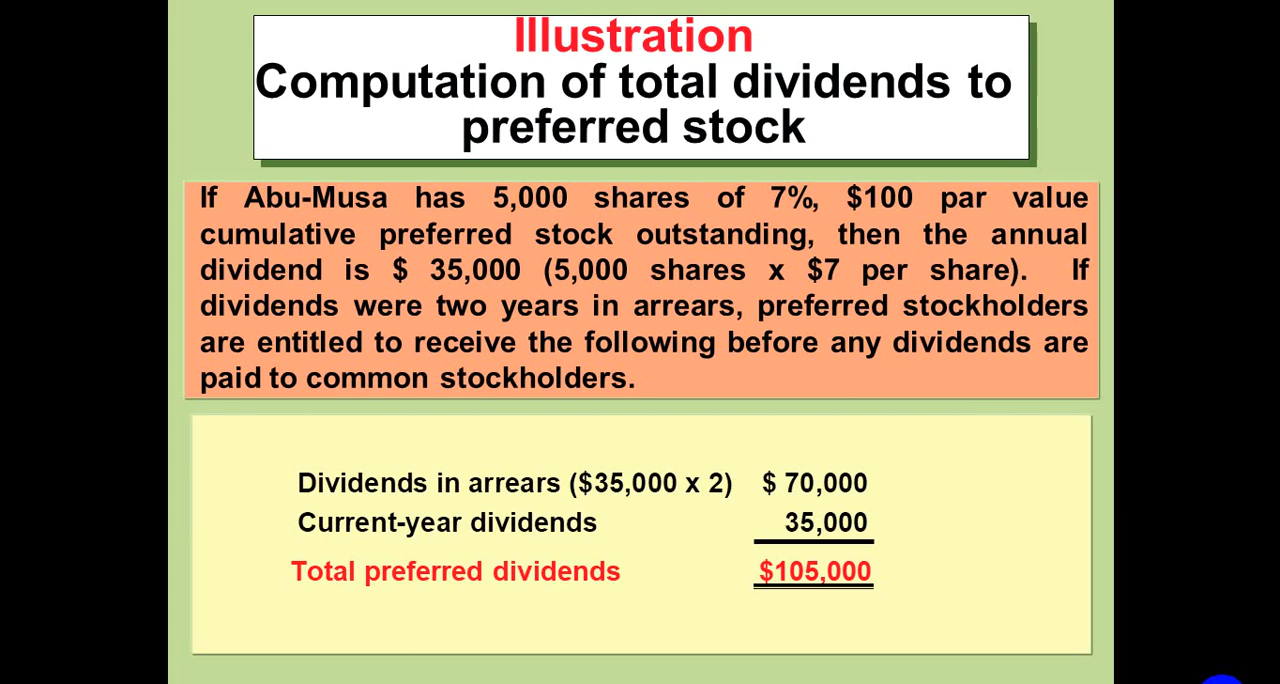 Illustration
Computation of total dividends to
preferred stock
If Abu-Musa has 5,000 shares of 7%, $100 par value
cumulative preferred stock outstanding, then the annual
dividend is $ 35,000 (5,000 shares x $7 per share). If
dividends were two years in arrears, preferred stockholders
are entitled to receive the following before any dividends are
paid to common stockholders.
Dividends in arrears ($35,000 x 2) $ 70,000
Current-year dividends 35,000
Total preferred dividends $105,000